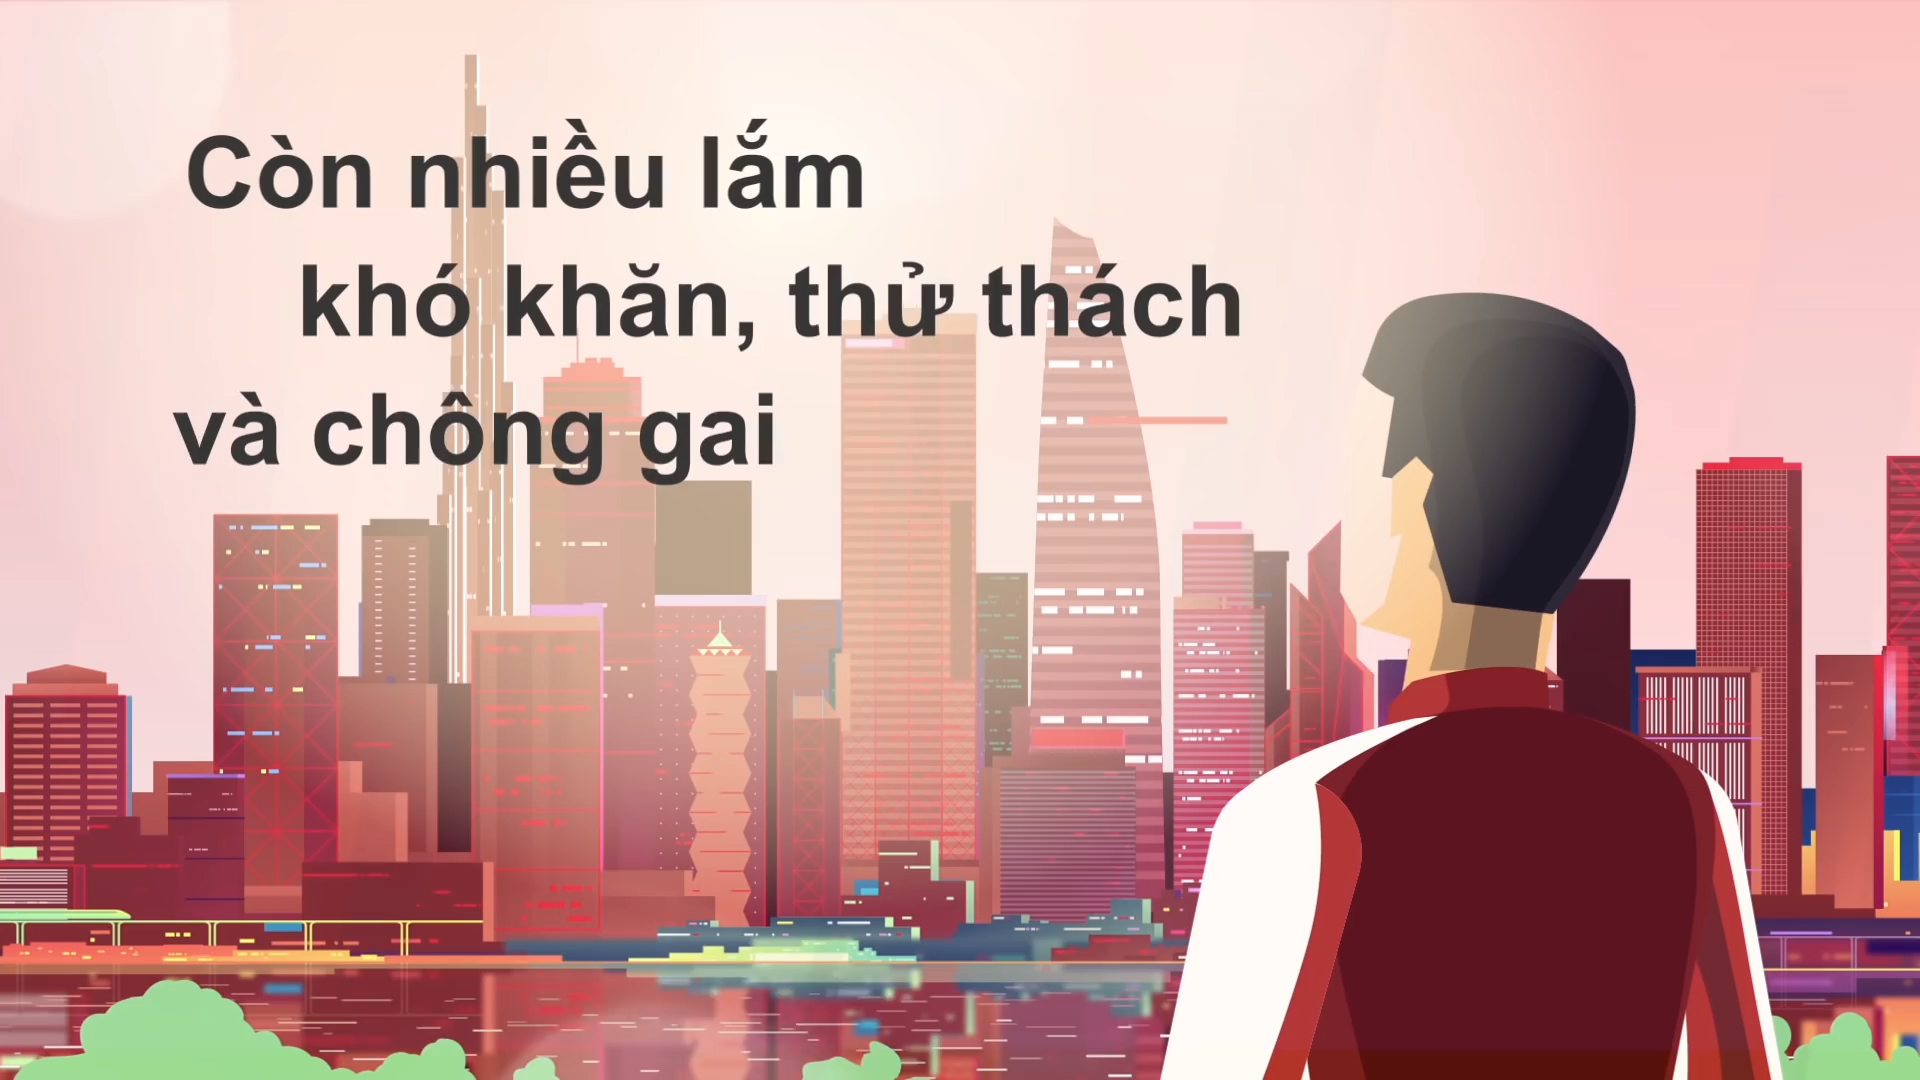 Còn nhiều lắm
khó khăn, thử thách
và chông gai